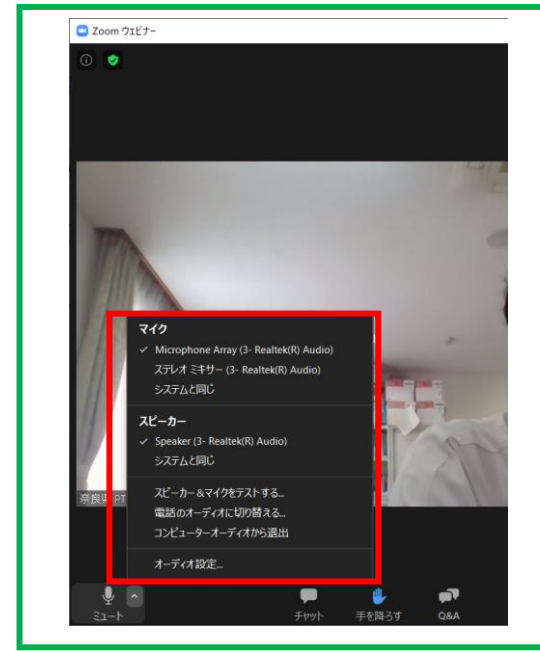 Zoom ウェビナー
マイク
✓ Microphone Array (3- Realtek(R) Audio)
ステレオ ミキサー (3- Realtek(R) Audio)
システムと同じ
スピーカー
✓ Speaker (3- Realtek(R) Audio)
システムと同じ
スピーカー&マイクをテストする...
電話のオーディオに切り替える...
コンピューターオーディオから退出
オーディオ設定...
奈良県 PT
ミュート
チャット
手を降ろす
Q&A